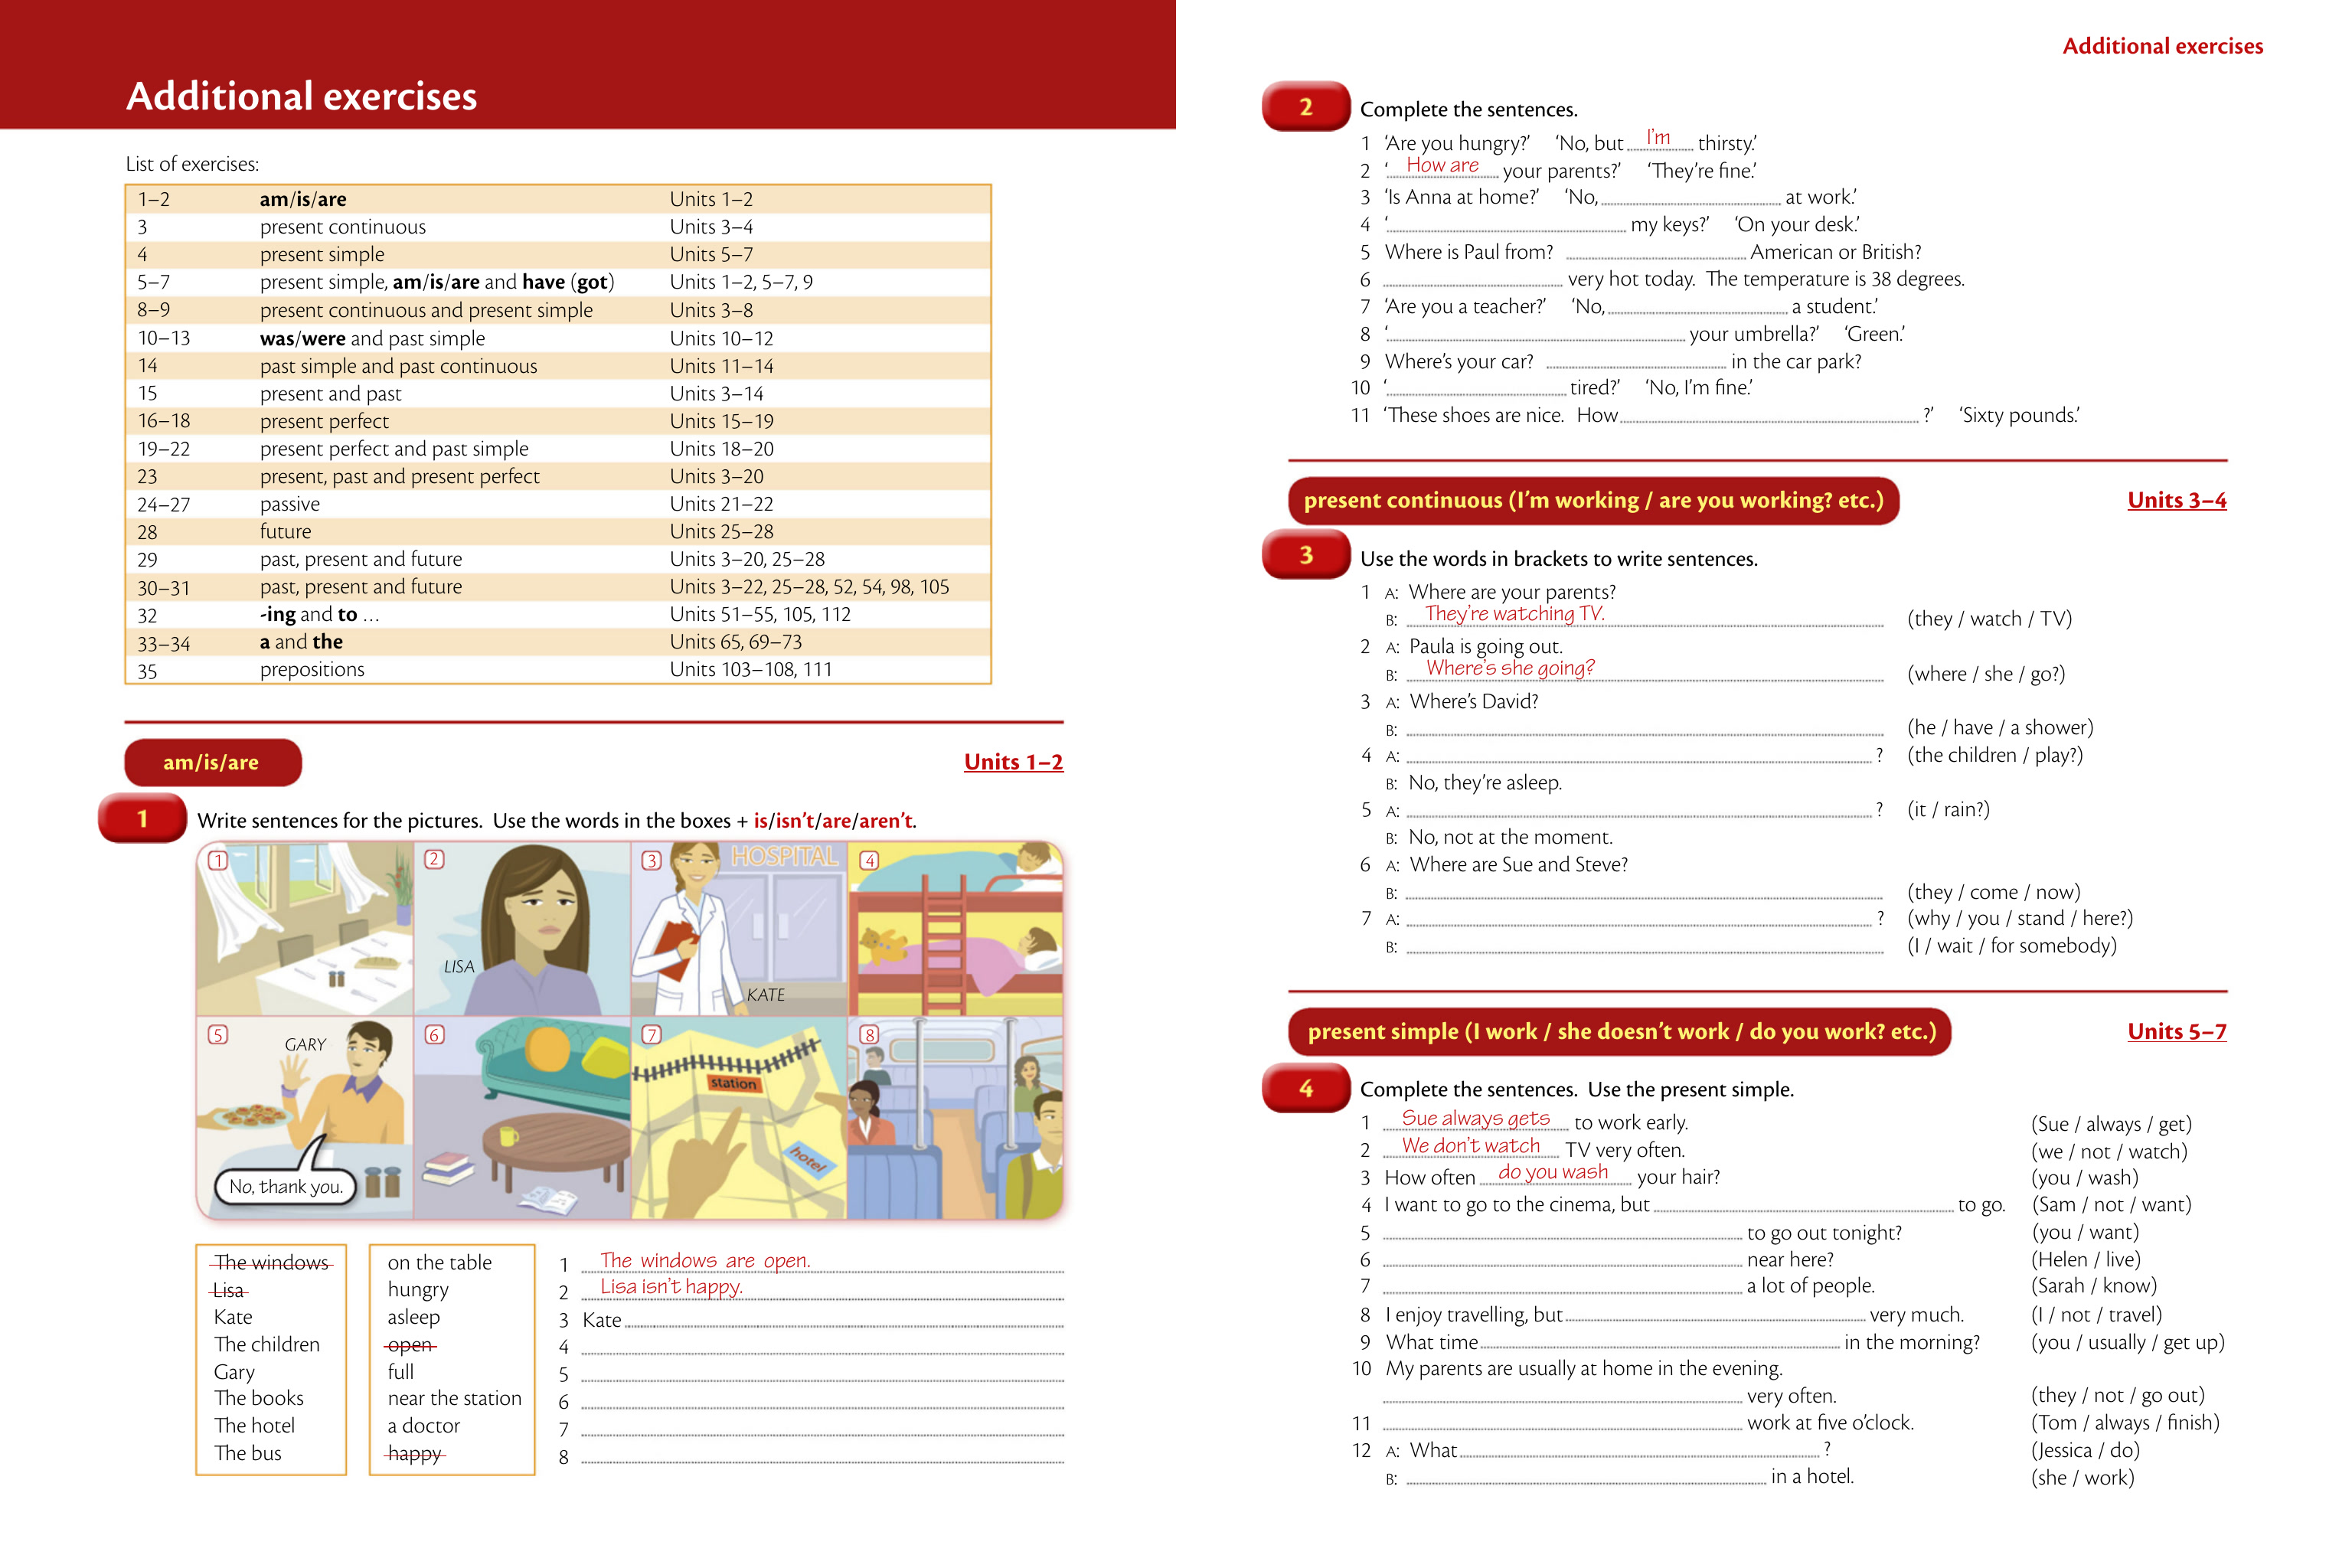 Additional exercises
List of exercises:
1–2 am/is/are Units 1–2
3 present continuous Units 3–4
4 present simple Units 5–7
5–7 present simple, am/is/are and have (got) Units 1–2, 5–7, 9
8–9 present continuous and present simple Units 3–8
10–13 was/were and past simple Units 10–12
14 past simple and past continuous Units 11–14
15 present and past Units 3–14
16–18 present perfect Units 15–19
19–22 present perfect and past simple Units 18–20
23 present, past and present perfect Units 3–20
24–27 passive Units 21–22
28 future Units 25–28
29 past, present and future Units 3–20, 25–28
30–31 past, present and future Units 3–22, 25–28, 52, 54, 98, 105
32 -ing and to … Units 51–55, 105, 112
33–34 a and the Units 65, 69–73
35 prepositions Units 103–108, 111
am/is/are Units 1–2
1 Write sentences for the pictures. Use the words in the boxes + is/isn't/are/aren't.
1
2
LISA
3
HOSPITAL
KATE
4
5
GARY
No, thank you.
6
7
station
hotel
8
The windows
Lisa
Kate
The children
Gary
The books
The hotel
The bus
on the table
hungry
asleep
open
full
near the station
a doctor
happy
1 The windows are open.
2 Lisa isn't happy.
3 Kate
4
5
6
7
8
Additional exercises
2 Complete the sentences.
1 'Are you hungry?' 'No, but I'm thirsty.'
2 'How are your parents?' 'They're fine.'
3 'Is Anna at home?' 'No, at work.'
4 ' my keys?' 'On your desk.'
5 Where is Paul from? American or British?
6 very hot today. The temperature is 38 degrees.
7 'Are you a teacher?' 'No, a student.'
8 ' your umbrella?' 'Green.'
9 Where's your car? in the car park?
10 ' tired?' 'No, I'm fine.'
11 'These shoes are nice. How ?' 'Sixty pounds.'
present continuous (I'm working / are you working? etc.) Units 3–4
3 Use the words in brackets to write sentences.
1 A: Where are your parents?
B: They're watching TV. (they / watch / TV)
2 A: Paula is going out.
B: Where's she going? (where / she / go?)
3 A: Where's David?
B: (he / have / a shower)
4 A: ? (the children / play?)
B: No, they're asleep.
5 A: ? (it / rain?)
B: No, not at the moment.
6 A: Where are Sue and Steve?
B: (they / come / now)
7 A: ? (why / you / stand / here?)
B: (I / wait / for somebody)
present simple (I work / she doesn't work / do you work? etc.) Units 5–7
4 Complete the sentences. Use the present simple.
1 Sue always gets to work early. (Sue / always / get)
2 We don't watch TV very often. (we / not / watch)
3 How often do you wash your hair? (you / wash)
4 I want to go to the cinema, but to go. (Sam / not / want)
5 to go out tonight? (you / want)
6 near here? (Helen / live)
7 a lot of people. (Sarah / know)
8 I enjoy travelling, but very much. (I / not / travel)
9 What time in the morning? (you / usually / get up)
10 My parents are usually at home in the evening.
very often. (they / not / go out)
11 work at five o'clock. (Tom / always / finish)
12 A: What ? (Jessica / do)
B: in a hotel. (she / work)